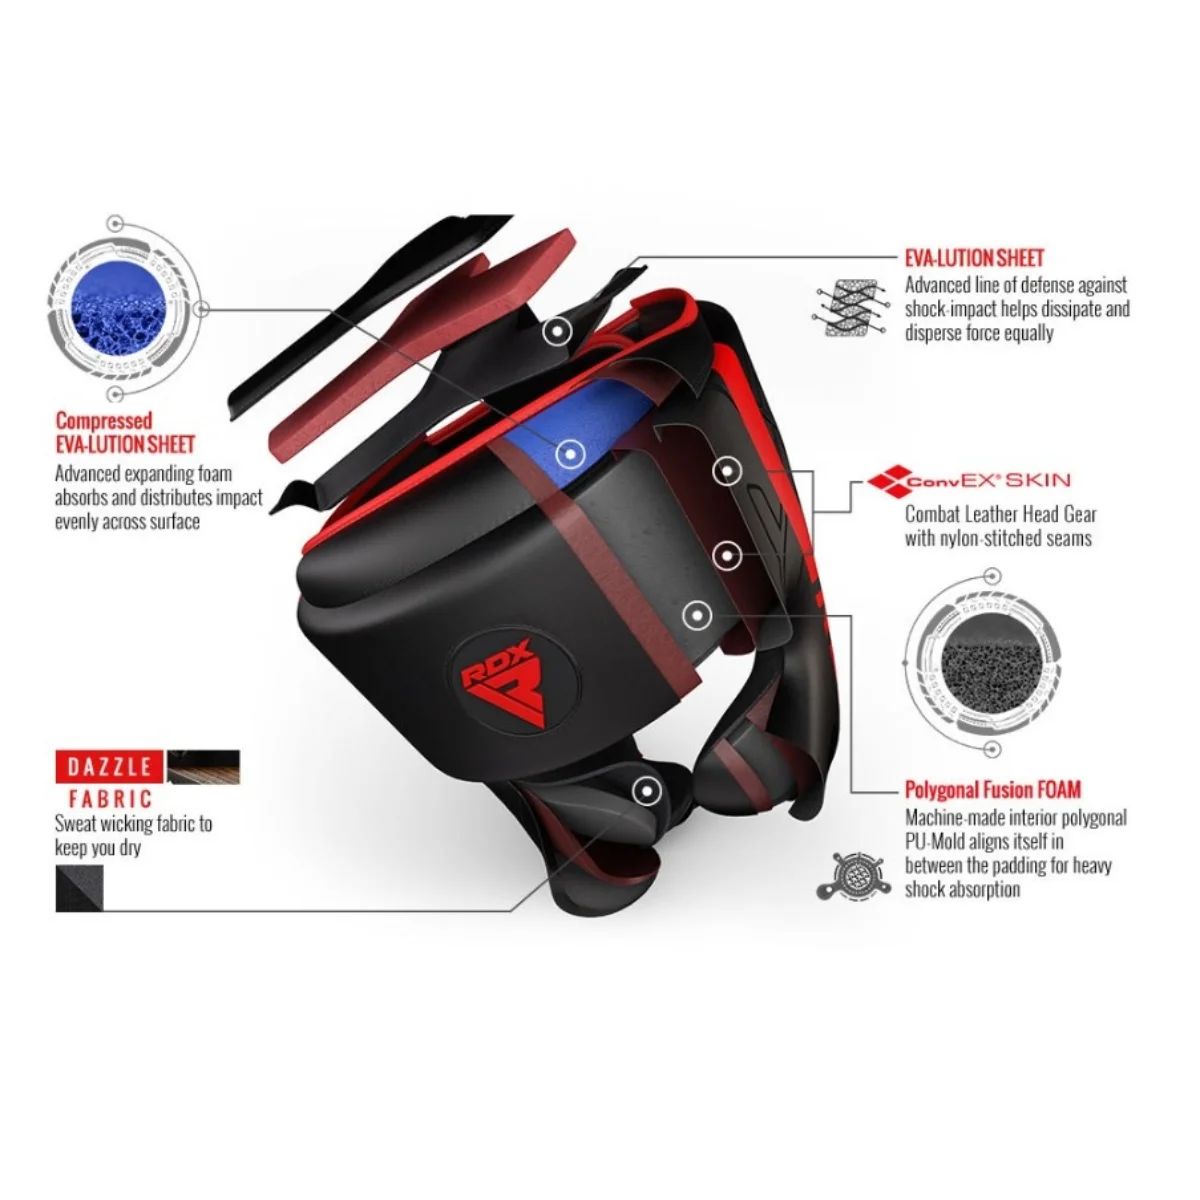 Compressed
EVA-LUTION SHEET
Advanced expanding foam
absorbs and distributes impact
evenly across surface
DAZZLE
FABRIC
Sweat wicking fabric to
keep you dry
RDX
EVA-LUTION SHEET
Advanced line of defense against
shock-impact helps dissipate and
disperse force equally
ConvEX® SKIN
Combat Leather Head Gear
with nylon-stitched seams
Polygonal Fusion FOAM
Machine-made interior polygonal
PU-Mold aligns itself in
between the padding for heavy
shock absorption